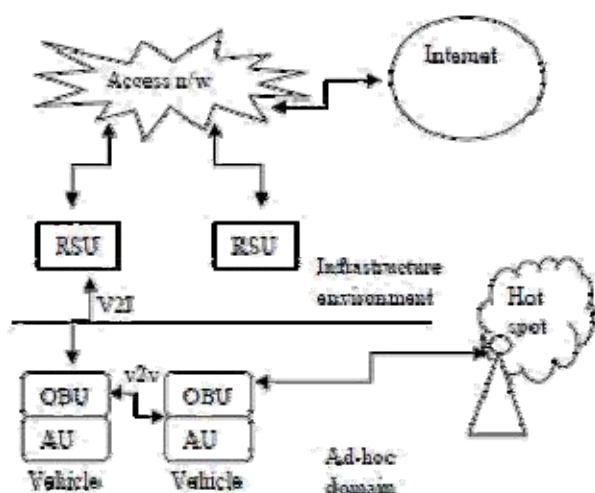 Access n/w
Internet
RSU
RSU
Infrastructure
environment
V2I
Hot
spot
v2v
OBU
OBU
AU
AU
Vehicle
Vehicle
Ad-hoc
domain